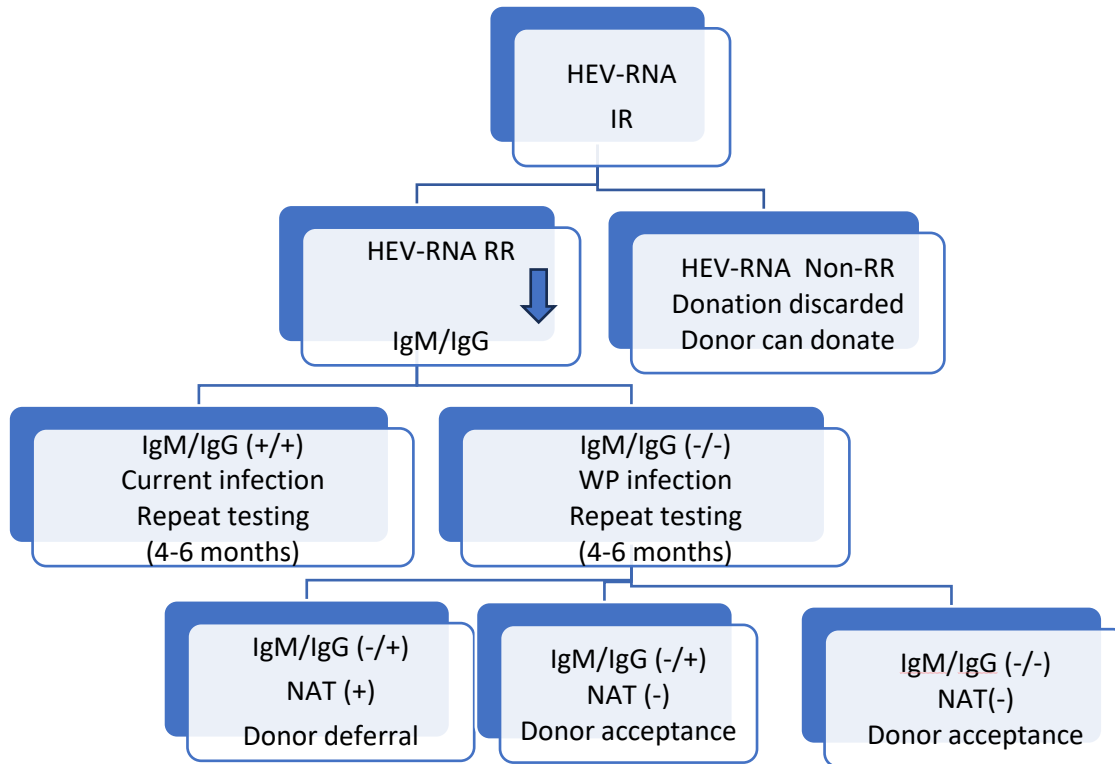 HEV-RNA
IR
HEV-RNA RR
IgM/IgG
HEV-RNA Non-RR
Donation discarded
Donor can donate
IgM/IgG (+/+)
Current infection
Repeat testing
(4-6 months)
IgM/IgG (-/-)
WP infection
Repeat testing
(4-6 months)
IgM/IgG (-/+)
NAT (+)
Donor deferral
IgM/IgG (-/+)
NAT (-)
Donor acceptance
IgM/IgG (-/-)
NAT(-)
Donor acceptance